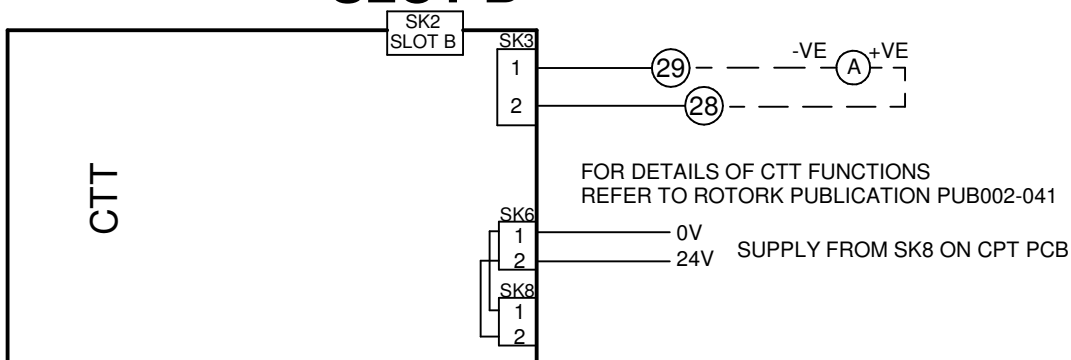 SK2
SLOT B
SK3
1
2
29
-VE
A
+VE
28
CTT
FOR DETAILS OF CTT FUNCTIONS
REFER TO ROTORK PUBLICATION PUB002-041
SK6
1
2
0V
24V
SUPPLY FROM SK8 ON CPT PCB
SK8
1
2